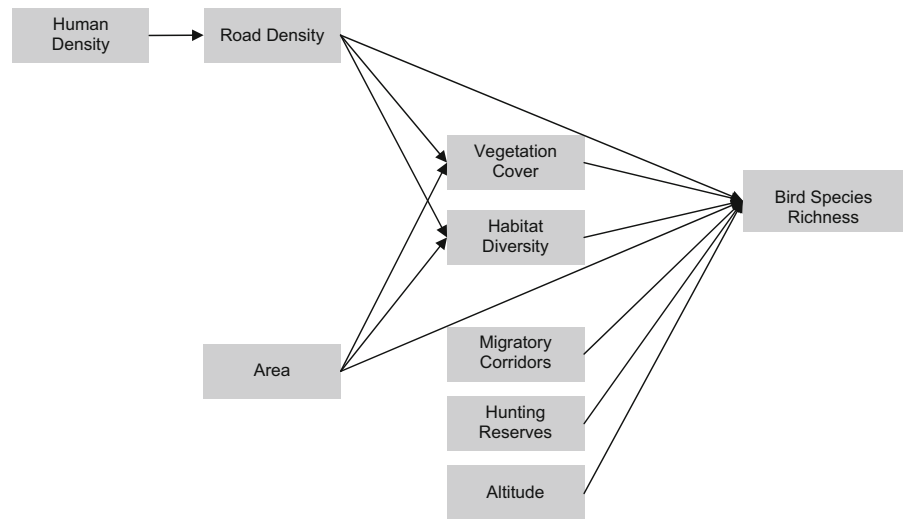 Human
Density
Road Density
Vegetation
Cover
Bird Species
Richness
Habitat
Diversity
Migratory
Corridors
Area
Hunting
Reserves
Altitude